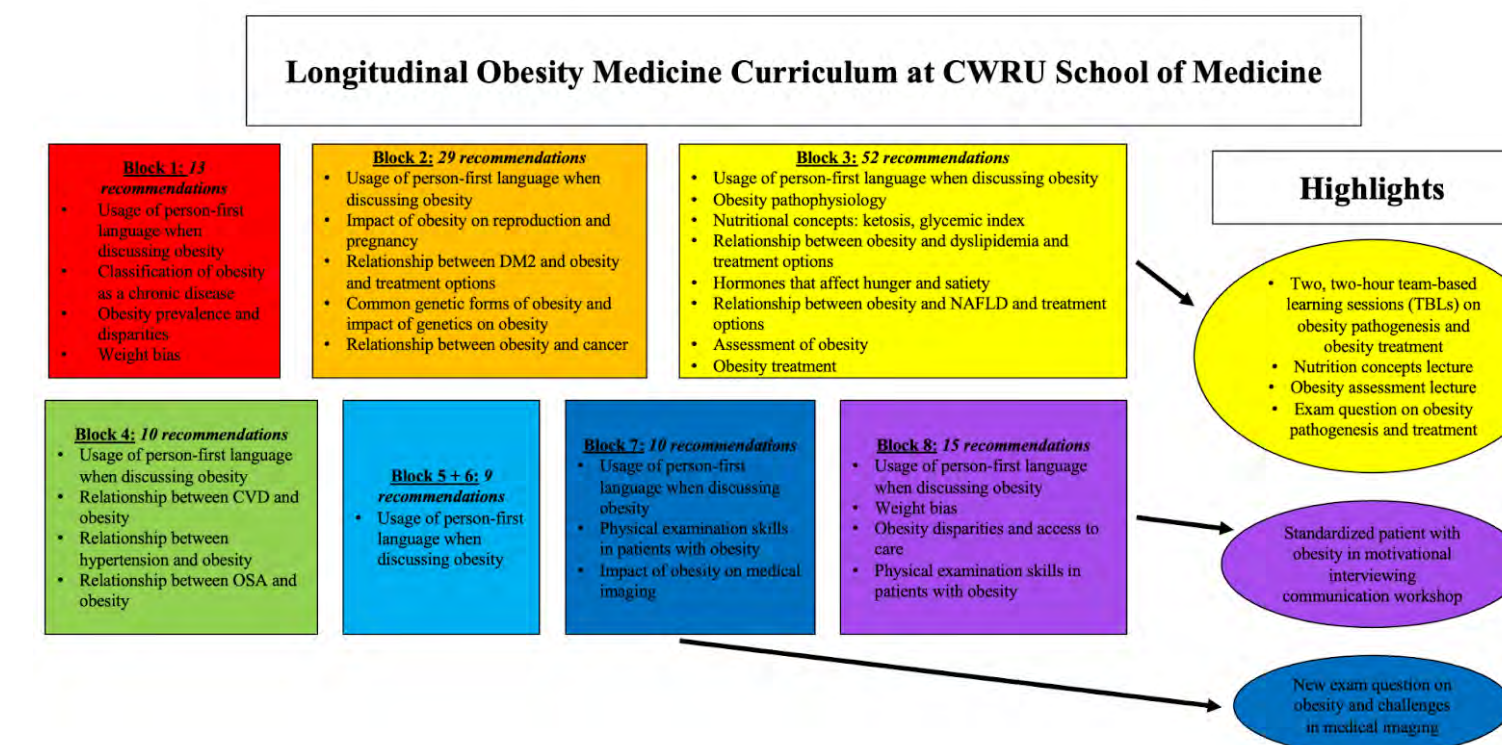 Longitudinal Obesity Medicine Curriculum at CWRU School of Medicine
Block 1: 13
recommendations
• Usage of person-first
language when
discussing obesity
• Classification of obesity
as a chronic disease
• Obesity prevalence and
disparities
• Weight bias
Block 2: 29 recommendations
• Usage of person-first language when
discussing obesity
• Impact of obesity on reproduction and
pregnancy
• Relationship between DM2 and obesity
and treatment options
• Common genetic forms of obesity and
impact of genetics on obesity
• Relationship between obesity and cancer
Block 3: 52 recommendations
• Usage of person-first language when discussing obesity
• Obesity pathophysiology
• Nutritional concepts: ketosis, glycemic index
• Relationship between obesity and dyslipidemia and
treatment options
• Hormones that affect hunger and satiety
• Relationship between obesity and NAFLD and treatment
options
• Assessment of obesity
• Obesity treatment
Highlights
• Two, two-hour team-based
learning sessions (TBLs) on
obesity pathogenesis and
obesity treatment
• Nutrition concepts lecture
• Obesity assessment lecture
• Exam question on obesity
pathogenesis and treatment
Block 4: 10 recommendations
• Usage of person-first language
when discussing obesity
• Relationship between CVD and
obesity
• Relationship between
hypertension and obesity
• Relationship between OSA and
obesity
Block 5 + 6: 9
recommendations
• Usage of person-first
language when
discussing obesity
Block 7: 10 recommendations
• Usage of person-first
language when discussing
obesity
• Physical examination skills
in patients with obesity
• Impact of obesity on medical
imaging
Block 8: 15 recommendations
• Usage of person-first language
when discussing obesity
• Weight bias
• Obesity disparities and access to
care
• Physical examination skills in
patients with obesity
Standardized patient with
obesity in motivational
interviewing
communication workshop
New exam question on
obesity and challenges
in medical imaging